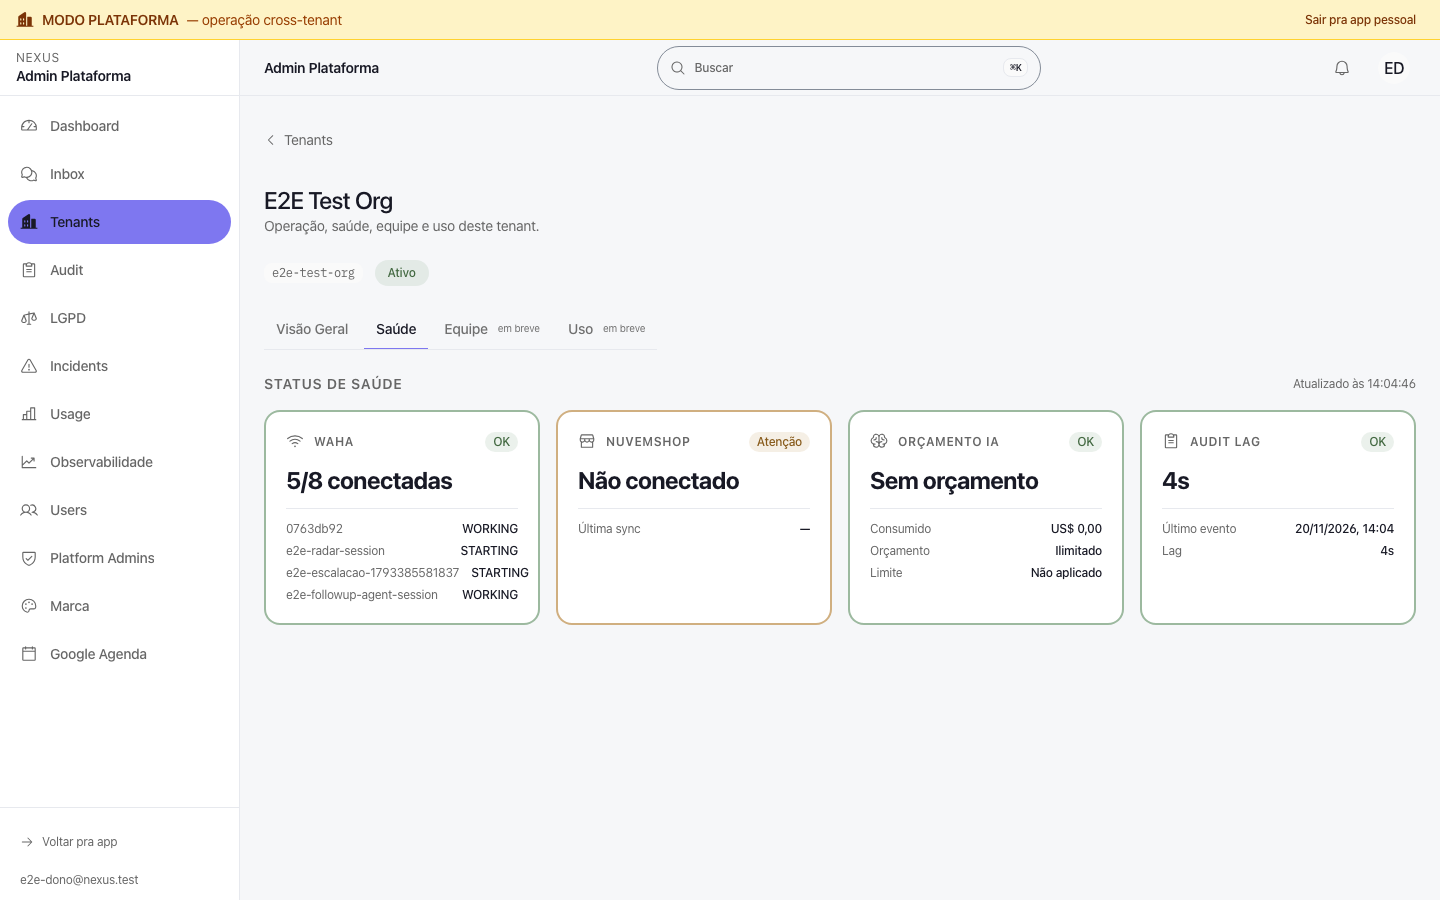 MODO PLATAFORMA — operação cross-tenant
Sair pra app pessoal
NEXUS
Admin Plataforma
Admin Plataforma
Buscar
⌘K
ED
Dashboard
Inbox
Tenants
Audit
LGPD
Incidents
Usage
Observabilidade
Users
Platform Admins
Marca
Google Agenda
Voltar pra app
e2e-dono@nexus.test
Tenants
E2E Test Org
Operação, saúde, equipe e uso deste tenant.
e2e-test-org
Ativo
Visão Geral
Saúde
Equipe em breve
Uso em breve
STATUS DE SAÚDE
Atualizado às 14:04:46
WAHA
OK
5/8 conectadas
0763db92 WORKING
e2e-radar-session STARTING
e2e-escalacao-1793385581837 STARTING
e2e-followup-agent-session WORKING
NUVEMSHOP
Atenção
Não conectado
Última sync —
ORÇAMENTO IA
OK
Sem orçamento
Consumido US$ 0,00
Orçamento Ilimitado
Limite Não aplicado
AUDIT LAG
OK
4s
Último evento 20/11/2026, 14:04
Lag 4s